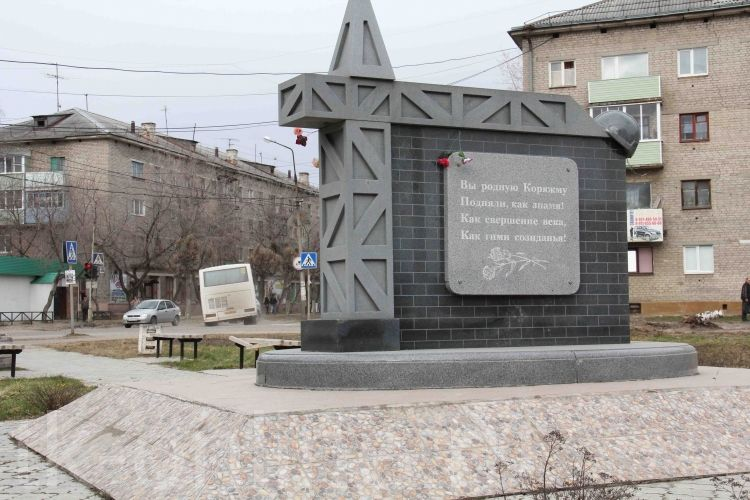 Вы родную Коряжму
Подняли, как знамя!
Как свершение века,
Как гимн созиданья!